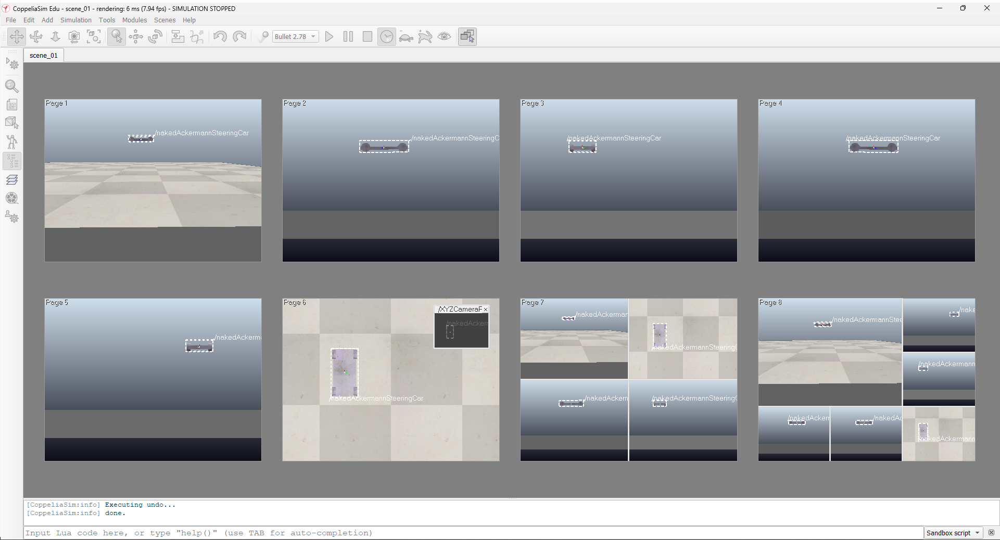 CoppeliaSim Edu - scene_01 - rendering: 6 ms (7.94 fps) - SIMULATION STOPPED
File Edit Add Simulation Tools Modules Scenes Help
Bullet 2.78
scene_01
Page 1
/nakedAckermannSteeringCar
Page 2
/nakedAckermannSteeringC
Page 3
/nakedAckermannSteeringCar
Page 4
/nakedAckermannSteeringCar
Page 5
/nakedAckerma
Page 6
/XYZCameraF
/nakedAckerm
/nakedAckermannSteeringCar
Page 7
/nakedAckermar
/nakedAckermannSteering
/nakedAckern
/nakedAckermannSteering
Page 8
/nakedAckermannStee
/nake
/nakedAckermann
/nakedAckerr
/nakedAc
/nakedAckermann
[CoppeliaSim:info] Executing undo...
[CoppeliaSim:info] done.
Input Lua code here, or type "help()" (use TAB for auto-completion)
Sandbox script